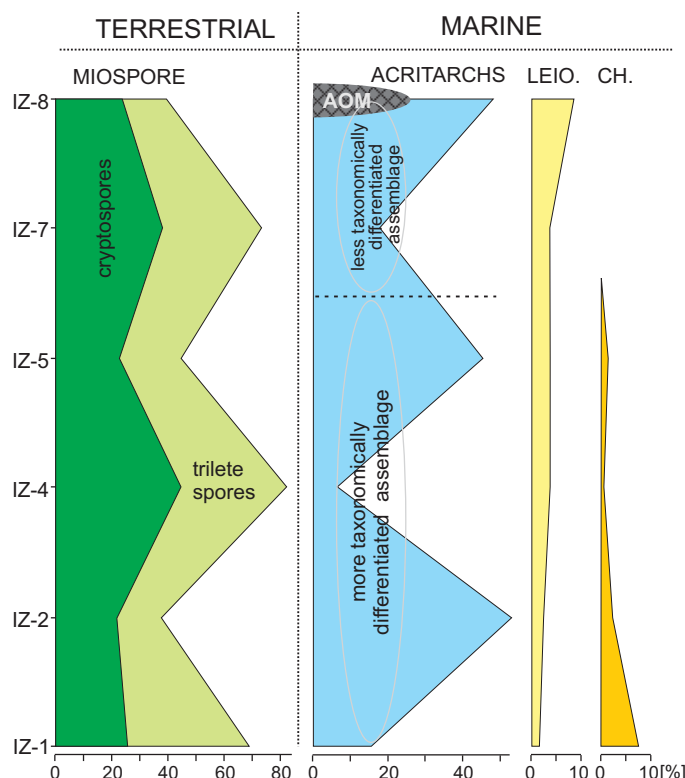 TERRESTRIAL
MARINE
MIOSPORE
ACRITARCHS
LEIO.
CH.
IZ-8
IZ-7
IZ-5
IZ-4
IZ-2
IZ-1
cryptospores
trilete
spores
AOM
less taxonomically
differentiated
assemblage
more taxonomically
differentiated assemblage
0 20 40 60 80
0 20 40
0 10
0 10[%]